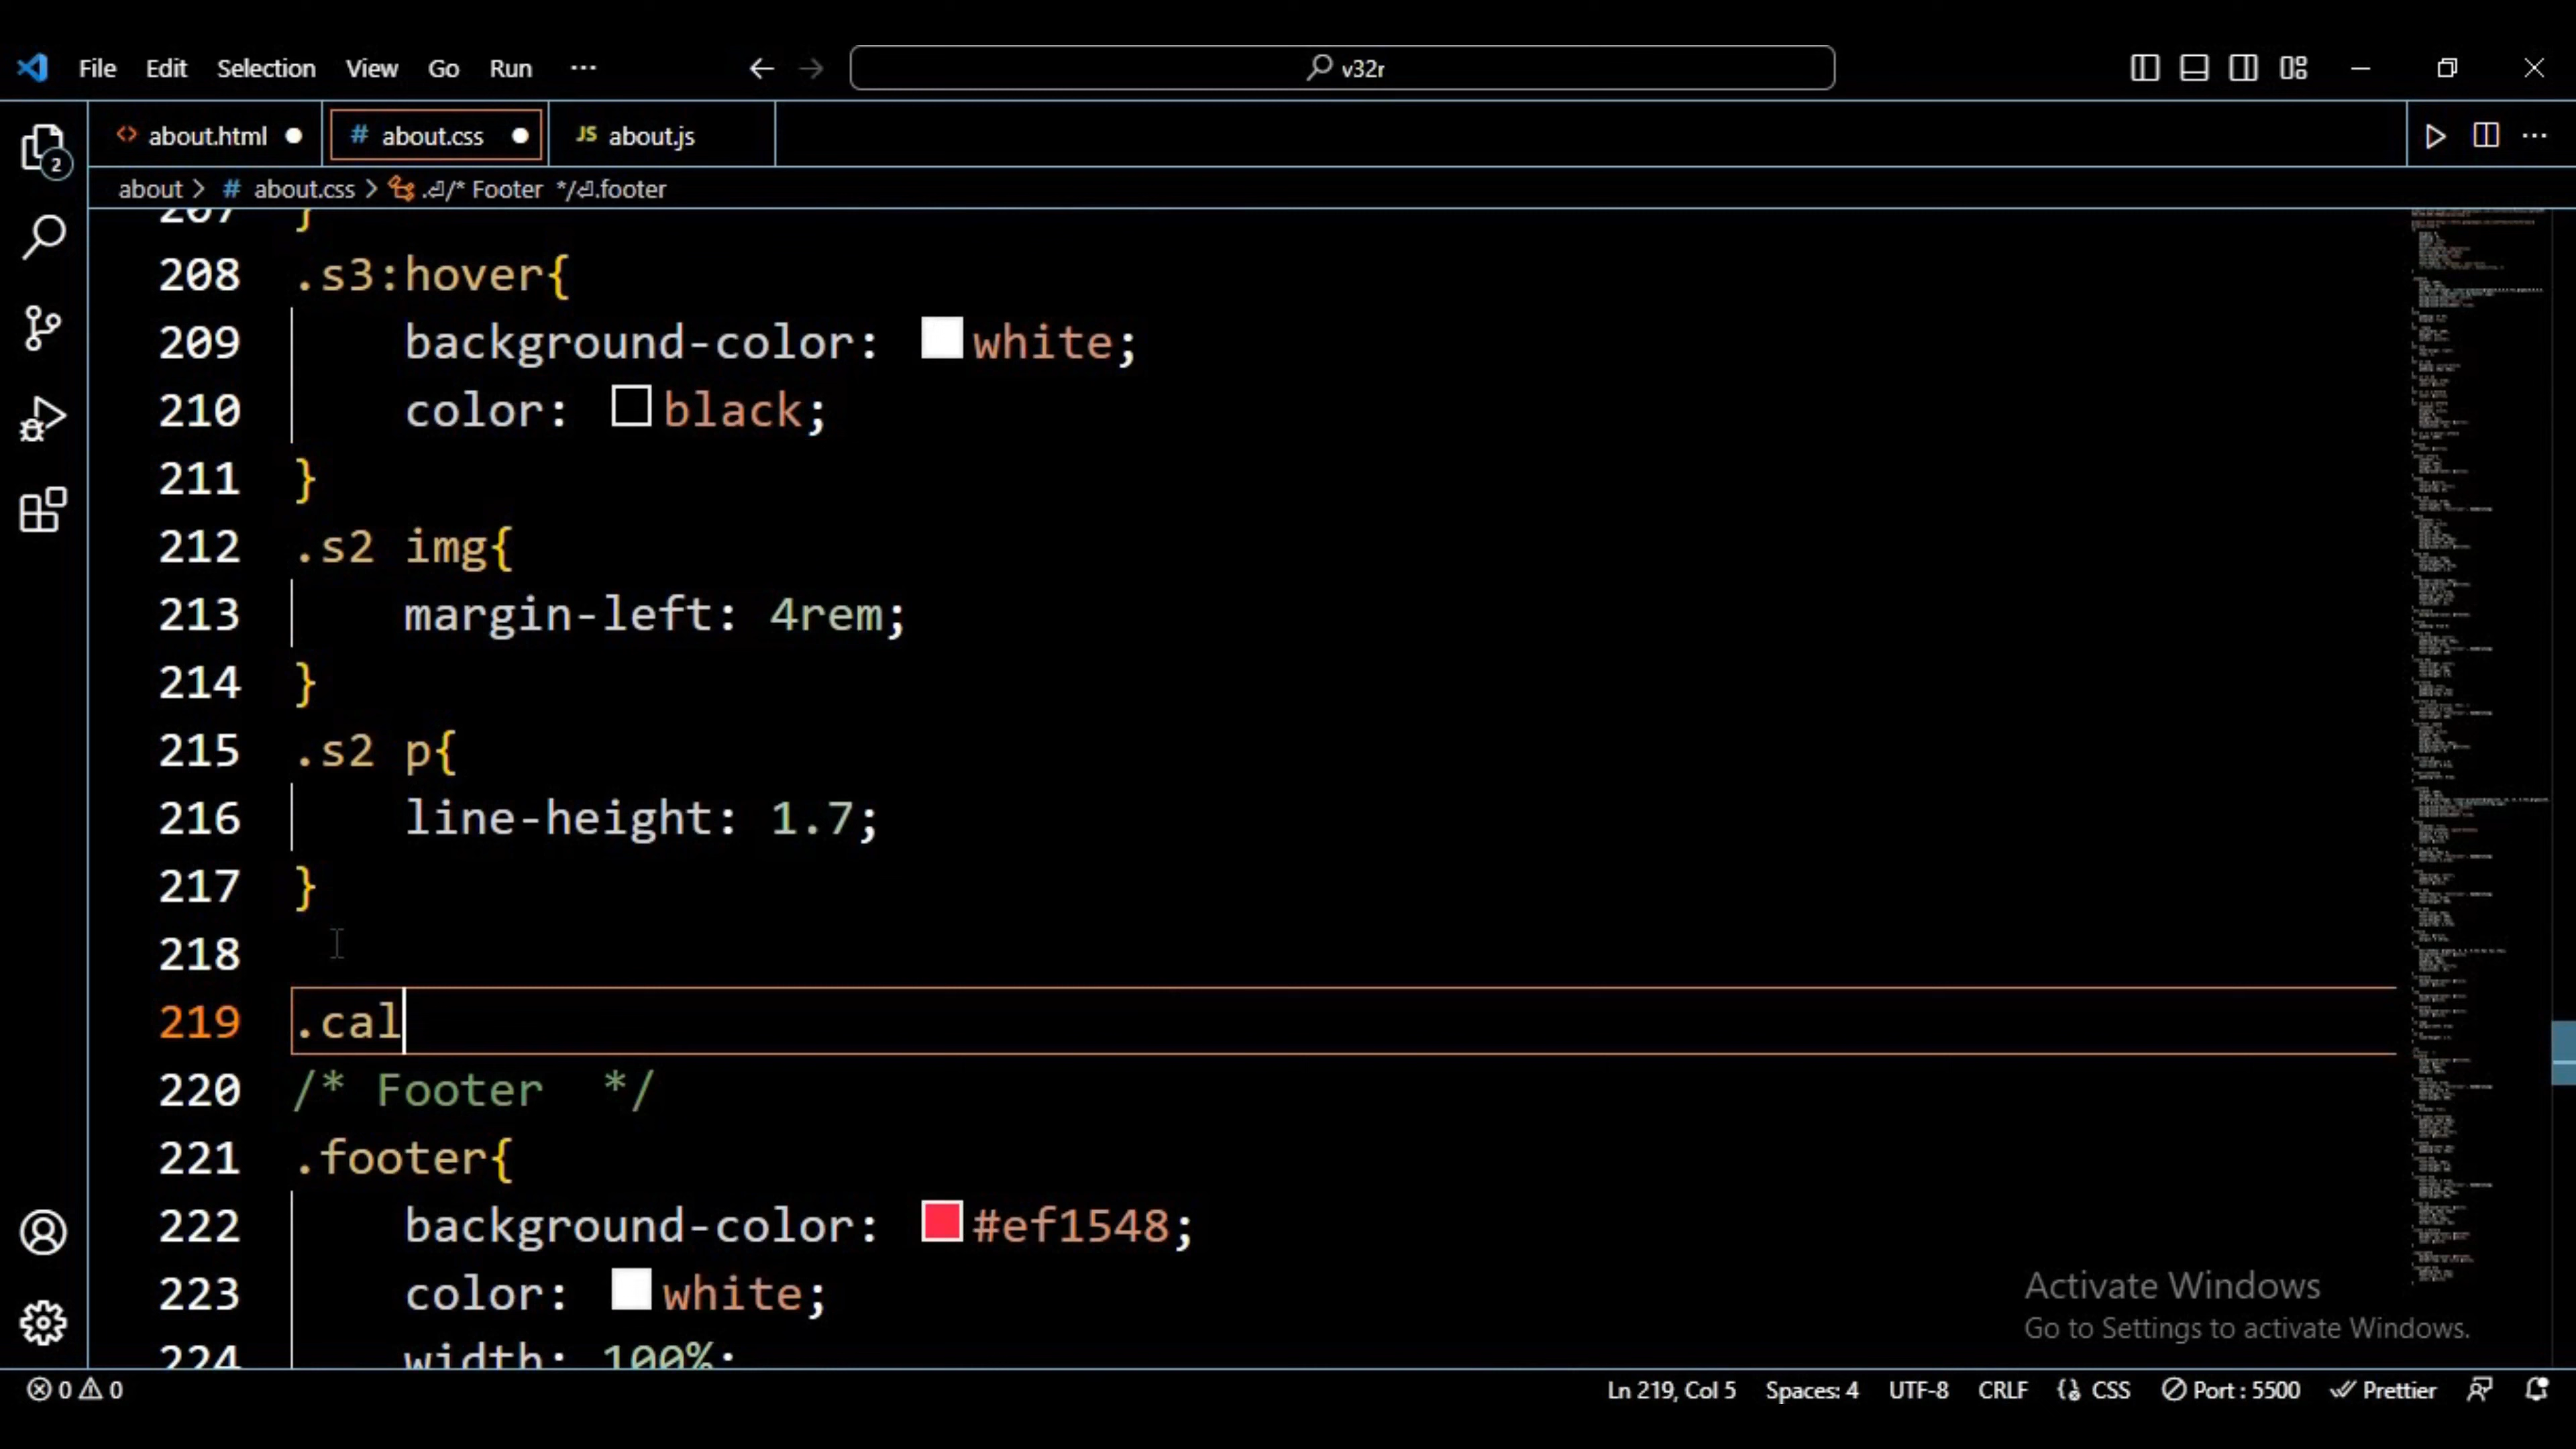 File Edit Selection View Go Run ··· v32r
about.html # about.css JS about.js
about > # about.css > .⏎/* Footer */⏎.footer
207 }
208 .s3:hover{
209 background-color: white;
210 color: black;
211 }
212 .s2 img{
213 margin-left: 4rem;
214 }
215 .s2 p{
216 line-height: 1.7;
217 }
218
219 .cal
220 /* Footer */
221 .footer{
222 background-color: #ef1548;
223 color: white;
224 width: 100%;
2
Activate Windows
Go to Settings to activate Windows.
0 0 Ln 219, Col 5 Spaces: 4 UTF-8 CRLF CSS Port : 5500 Prettier